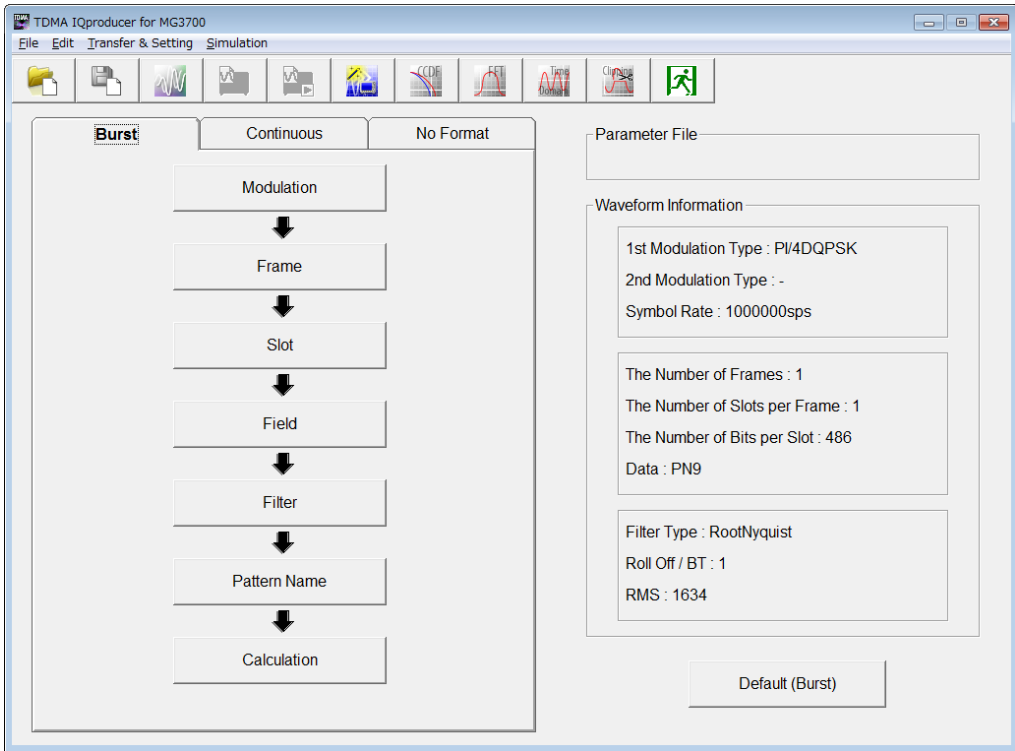 TDMA IQproducer for MG3700
File Edit Transfer & Setting Simulation
CCDF FFT Time Domain Clipping
Burst Continuous No Format
Modulation
Frame
Slot
Field
Filter
Pattern Name
Calculation
Parameter File
Waveform Information
1st Modulation Type : PI/4DQPSK
2nd Modulation Type : -
Symbol Rate : 1000000sps
The Number of Frames : 1
The Number of Slots per Frame : 1
The Number of Bits per Slot : 486
Data : PN9
Filter Type : RootNyquist
Roll Off / BT : 1
RMS : 1634
Default (Burst)